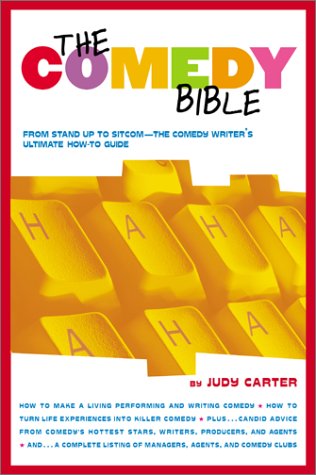 THE
COMEDY
BIBLE
FROM STAND UP TO SITCOM—THE COMEDY WRITER'S
ULTIMATE HOW-TO GUIDE
H A H A
H A H A
BY JUDY CARTER
HOW TO MAKE A LIVING PERFORMING AND WRITING COMEDY ★ HOW TO
TURN LIFE EXPERIENCES INTO KILLER COMEDY ★ PLUS...CANDID ADVICE
FROM COMEDY'S HOTTEST STARS, WRITERS, PRODUCERS, AND AGENTS
★ AND...A COMPLETE LISTING OF MANAGERS, AGENTS, AND COMEDY CLUBS